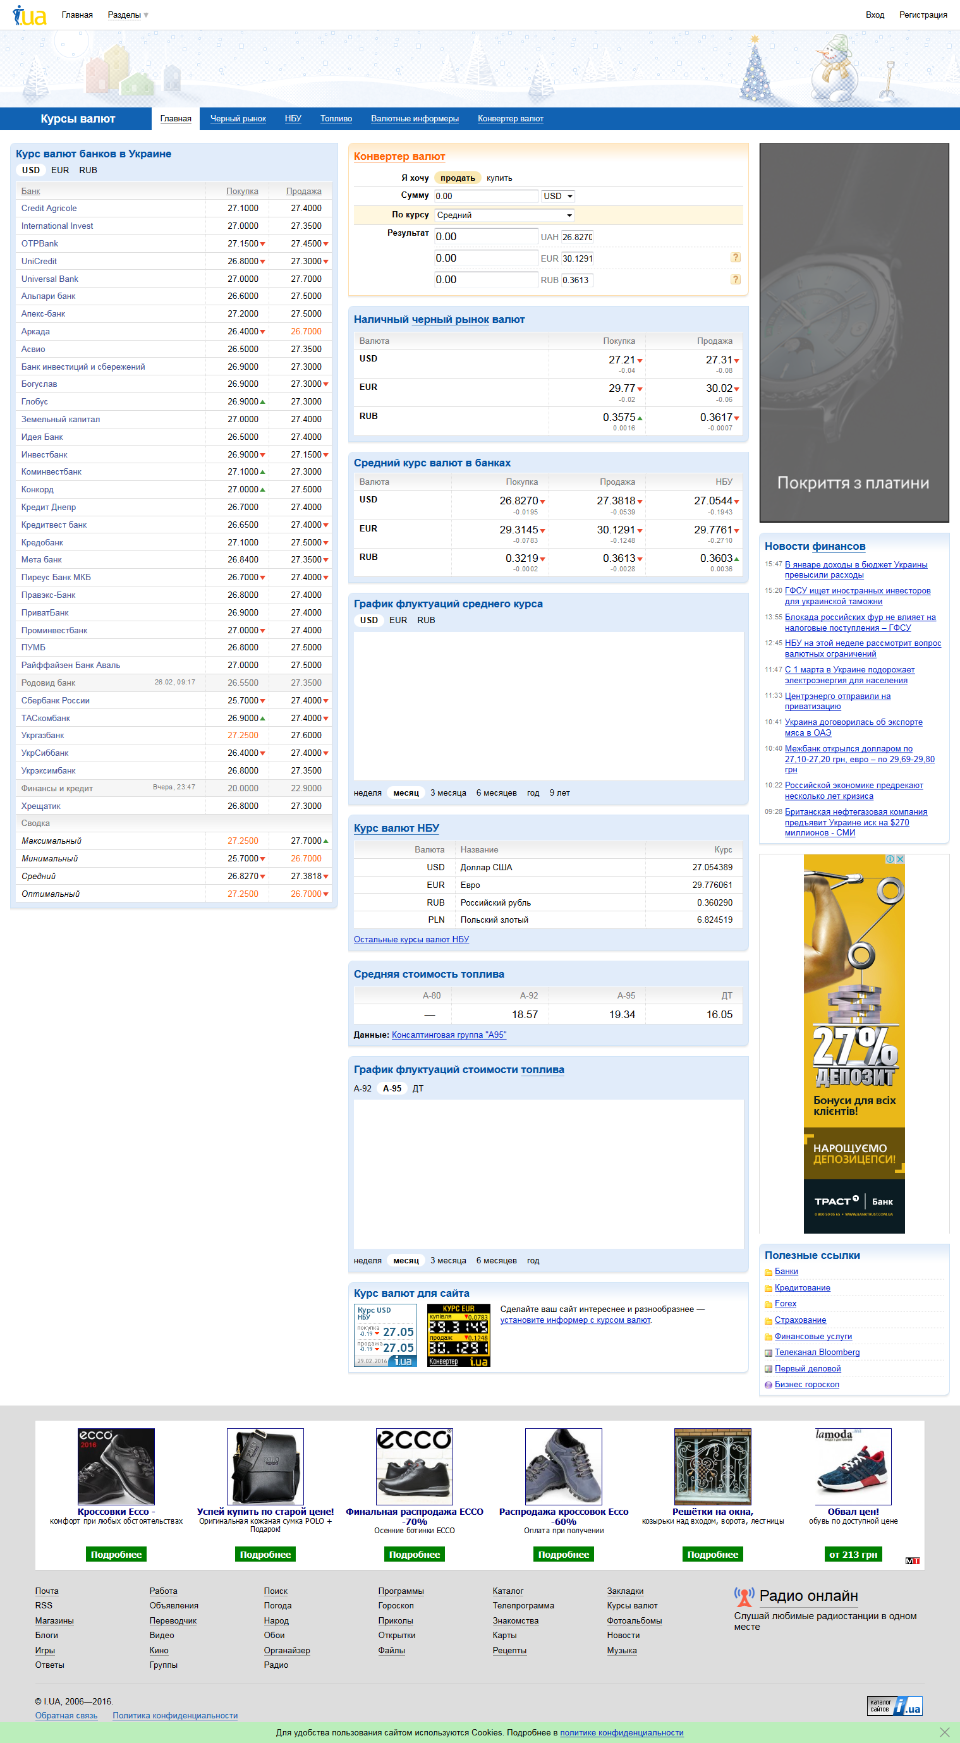 i.ua Главная Разделы Вход Регистрация
Курсы валют Главная Черный рынок НБУ Топливо Валютные информеры Конвертер валют
Курс валют банков в Украине
USD EUR RUB
Банк Покупка Продажа
Credit Agricole 27.1000 27.4000
International Invest 27.0000 27.3500
OTPBank 27.1500 27.4500
UniCredit 26.8000 27.3000
Universal Bank 27.0000 27.7000
Альпари банк 26.6000 27.5000
Апекс-банк 27.2000 27.5000
Аркада 26.4000 26.7000
Асвио 26.5000 27.3500
Банк инвестиций и сбережений 26.9000 27.3000
Богуслав 26.9000 27.3000
Глобус 26.9000 27.3000
Земельный капитал 27.0000 27.4000
Идея Банк 26.5000 27.4000
Инвестбанк 26.9000 27.1500
Коминвестбанк 27.1000 27.3000
Конкорд 27.0000 27.5000
Кредит Днепр 26.7000 27.4000
Кредитвест банк 26.6500 27.4000
Кредобанк 27.1000 27.5000
Мета банк 26.8400 27.3500
Пиреус Банк МКБ 26.7000 27.4000
Правэкс-Банк 26.8000 27.4000
ПриватБанк 26.9000 27.4000
Проминвестбанк 27.0000 27.4000
ПУМБ 26.8000 27.5000
Райффайзен Банк Аваль 27.0000 27.5000
Родовид банк 26.02, 09:17 26.5500 27.3500
Сбербанк России 25.7000 27.4000
ТАСкомбанк 26.9000 27.4000
Укргазбанк 27.2500 27.6000
УкрСиббанк 26.4000 27.4000
Укрэксимбанк 26.8000 27.3500
Финансы и кредит Вчера, 23:47 20.0000 22.9000
Хрещатик 26.8000 27.3000
Сводка
Максимальный 27.2500 27.7000
Минимальный 25.7000 26.7000
Средний 26.8270 27.3818
Оптимальный 27.2500 26.7000
Конвертер валют
Я хочу продать купить
Сумму 0.00 USD
По курсу Средний
Результат 0.00 UAH 26.8270
0.00 EUR 30.1291 ?
0.00 RUB 0.3613 ?
Наличный черный рынок валют
Валюта Покупка Продажа
USD 27.21 27.31
-0.04 -0.08
EUR 29.77 30.02
-0.02 -0.06
RUB 0.3575 0.3617
0.0016 -0.0007
Средний курс валют в банках
Валюта Покупка Продажа НБУ
USD 26.8270 27.3818 27.0544
-0.0195 -0.0539 -0.1943
EUR 29.3145 30.1291 29.7761
-0.0783 -0.1248 -0.2710
RUB 0.3219 0.3613 0.3603
-0.0002 -0.0028 0.0036
График флуктуаций среднего курса
USD EUR RUB
неделя месяц 3 месяца 6 месяцев год 9 лет
Курс валют НБУ
Валюта Название Курс
USD Доллар США 27.054389
EUR Евро 29.776061
RUB Российский рубль 0.360290
PLN Польский злотый 6.824519
Остальные курсы валют НБУ
Средняя стоимость топлива
А-80 А-92 А-95 ДТ
— 18.57 19.34 16.05
Данные: Консалтинговая группа "А95"
График флуктуаций стоимости топлива
А-92 А-95 ДТ
неделя месяц 3 месяца 6 месяцев год
Курс валют для сайта
Курс USD
НБУ
покупка
-0.19 27.05
продажа
-0.19 27.05
29.02.2016 i.ua
КУРС EUR
купівля 0.0783
29.3145
продаж 0.1248
30.1291
Конвертер i.ua
Сделайте ваш сайт интереснее и разнообразнее —
установите информер с курсом валют.
Покриття з платини
Новости финансов
15:47 В январе доходы в бюджет Украины
превысили расходы
15:20 ГФСУ ищет иностранных инвесторов
для украинской таможни
13:55 Блокада российских фур не влияет на
налоговые поступления – ГФСУ
12:45 НБУ на этой неделе рассмотрит вопрос
валютных ограничений
11:47 С 1 марта в Украине подорожает
электроэнергия для населения
11:33 Центрэнерго отправили на
приватизацию
10:41 Украина договорилась об экспорте
мяса в ОАЭ
10:40 Межбанк открылся долларом по
27,10-27,20 грн, евро – по 29,69-29,80
грн
10:22 Российской экономике предрекают
несколько лет кризиса
09:28 Британская нефтегазовая компания
предъявит Украине иск на $270
миллионов - СМИ
27%
ДЕПОЗИТ
Бонуси для всіх
клієнтів!
НАРОЩУЄМО
ДЕПОЗИЦЕПСИ!
ТРАСТ Банк
Полезные ссылки
Банки
Кредитование
Forex
Страхование
Финансовые услуги
Телеканал Bloomberg
Первый деловой
Бизнес гороскоп
ecco
2016
Кроссовки Ecco -
комфорт при любых обстоятельствах
Подробнее
Успей купить по старой цене!
Оригинальная кожаная сумка POLO +
Подарок!
Подробнее
ecco
Финальная распродажа ECCO
-70%
Осенние ботинки ECCO
Подробнее
Распродажа кроссовок Ecco
-60%
Оплата при получении
Подробнее
Решётки на окна,
козырьки над входом, ворота, лестницы
Подробнее
lamoda
Обвал цен!
обувь по доступной цене
от 213 грн
МТ
Почта Работа Поиск Программы Каталог Закладки
RSS Объявления Погода Гороскоп Телепрограмма Курсы валют
Магазины Переводчик Народ Приколы Знакомства Фотоальбомы
Блоги Видео Обои Открытки Карты Новости
Игры Кино Органайзер Файлы Рецепты Музыка
Ответы Группы Радио
Радио онлайн
Слушай любимые радиостанции в одном
месте
© I.UA, 2006—2016.
Обратная связь Политика конфиденциальности
каталог
сайтов i.ua
Для удобства пользования сайтом используются Cookies. Подробнее в политике конфиденциальности